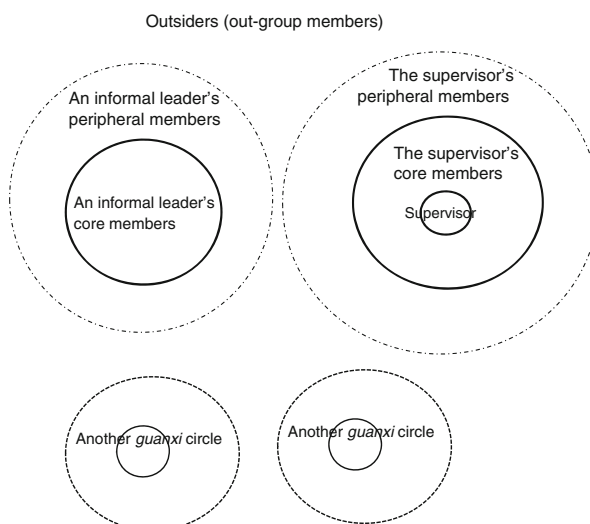 Outsiders (out-group members)
An informal leader's
peripheral members
The supervisor's
peripheral members
An informal leader's
core members
The supervisor's
core members
Supervisor
Another guanxi circle
Another guanxi circle